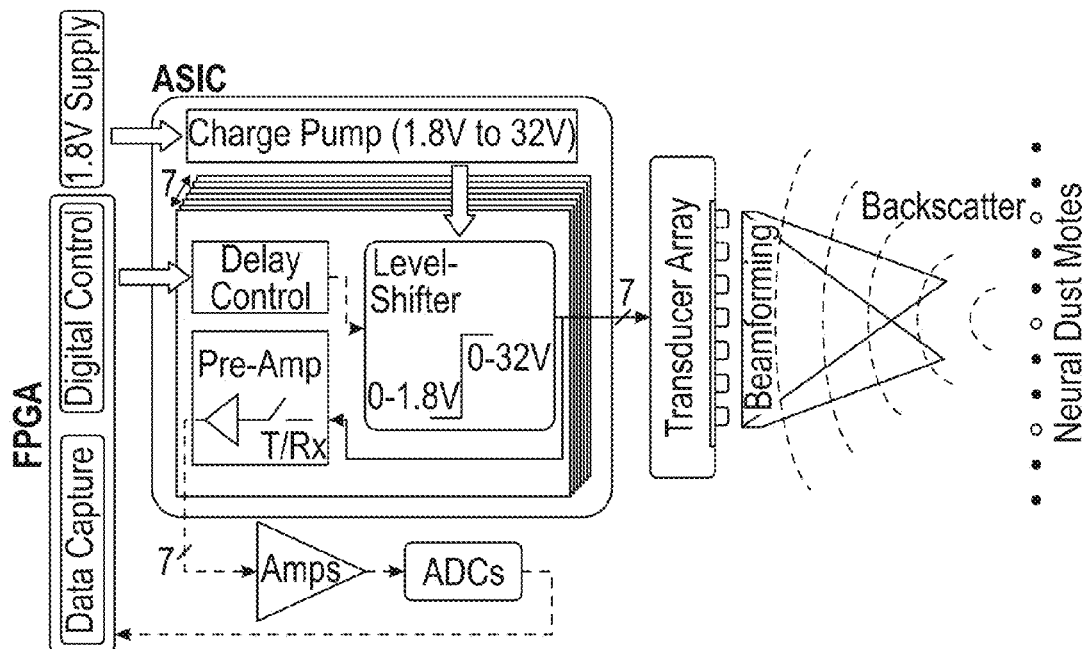 1.8V Supply
FPGA
Digital Control
Data Capture
ASIC
Charge Pump (1.8V to 32V)
7
Delay
Control
Level-
Shifter
0-32V
0-1.8V
Pre-Amp
T/Rx
7
7
Amps
ADCs
Transducer Array
Beamforming
Backscatter
Neural Dust Motes